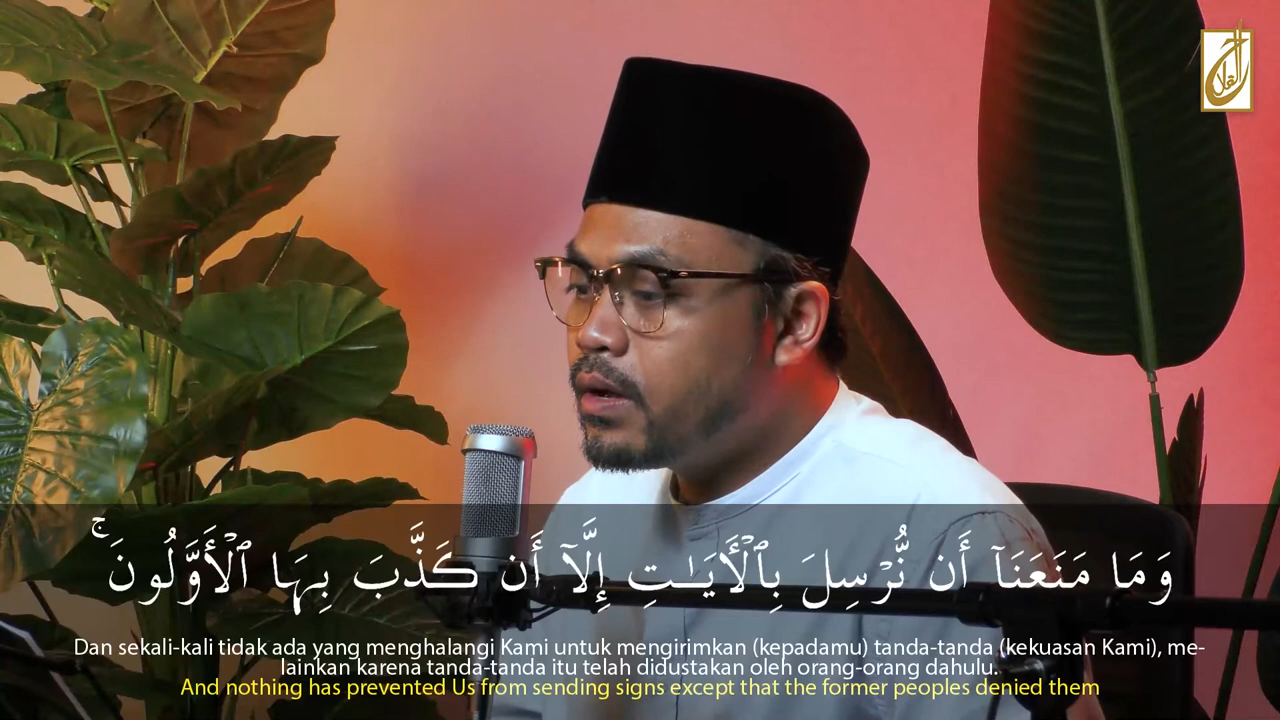 الفلاح
وَمَا مَنَعَنَآ أَن نُّرْسِلَ بِٱلْأَيَـٰتِ إِلَّآ أَن كَذَّبَ بِهَا ٱلْأَوَّلُونَ ۚ
Dan sekali-kali tidak ada yang menghalangi Kami untuk mengirimkan (kepadamu) tanda-tanda (kekuasan Kami), me-
lainkan karena tanda-tanda itu telah didustakan oleh orang-orang dahulu.
And nothing has prevented Us from sending signs except that the former peoples denied them